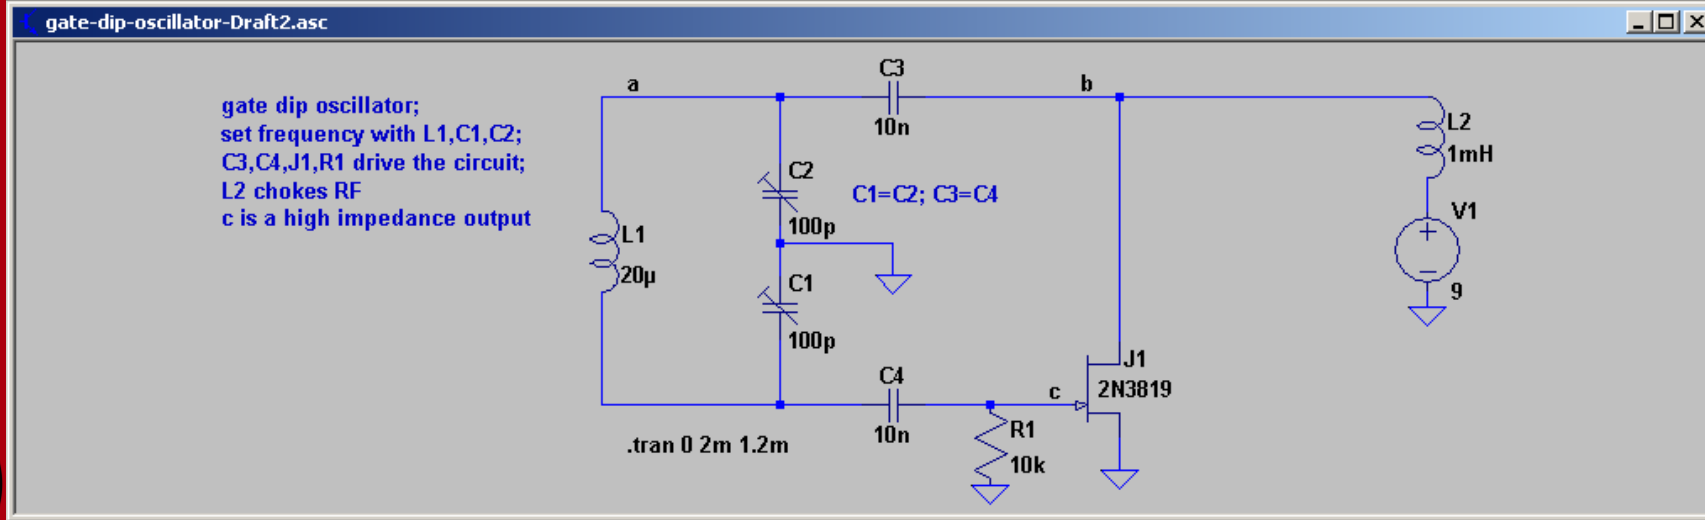 gate-dip-oscillator-Draft2.asc
gate dip oscillator;
set frequency with L1,C1,C2;
C3,C4,J1,R1 drive the circuit;
L2 chokes RF
c is a high impedance output
a
C3
10n
b
L2
1mH
C2
100p
C1=C2; C3=C4
V1
9
L1
20µ
C1
100p
J1
2N3819
C4
10n
c
R1
10k
.tran 0 2m 1.2m